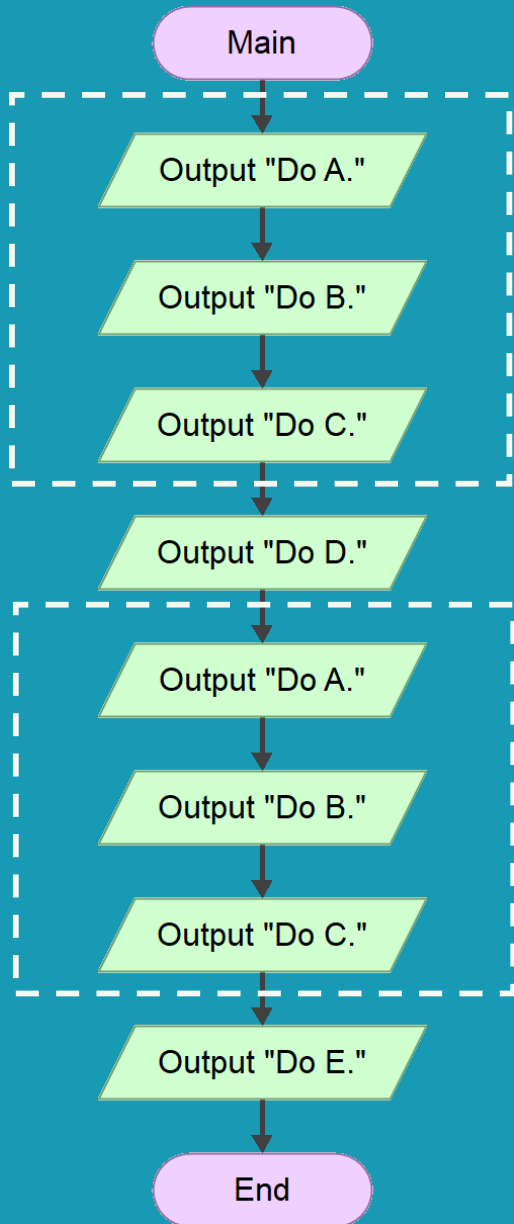 Main
Output "Do A."
Output "Do B."
Output "Do C."
Output "Do D."
Output "Do A."
Output "Do B."
Output "Do C."
Output "Do E."
End